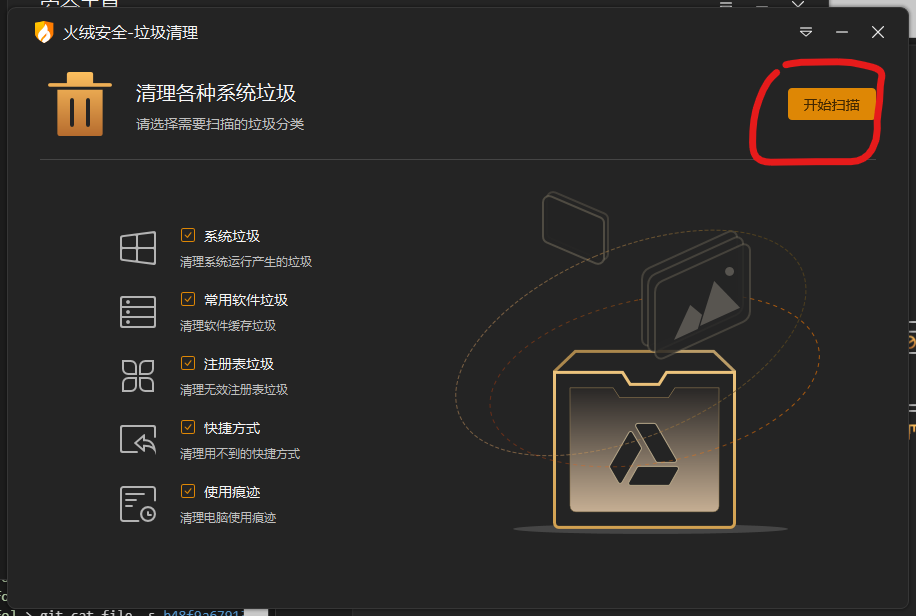 火绒安全-垃圾清理
清理各种系统垃圾
请选择需要扫描的垃圾分类
开始扫描
系统垃圾
清理系统运行产生的垃圾
常用软件垃圾
清理软件缓存垃圾
注册表垃圾
清理无效注册表垃圾
快捷方式
清理用不到的快捷方式
使用痕迹
清理电脑使用痕迹